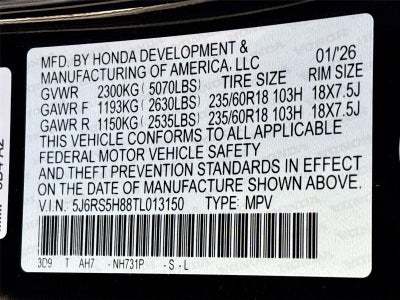 MFD. BY HONDA DEVELOPMENT &
MANUFACTURING OF AMERICA, LLC 01/'26
GVWR 2300KG (5070LBS) TIRE SIZE RIM SIZE
GAWR F 1193KG (2630LBS) 235/60R18 103H 18X7.5J
GAWR R 1150KG (2535LBS) 235/60R18 103H 18X7.5J
THIS VEHICLE CONFORMS TO ALL APPLICABLE
FEDERAL MOTOR VEHICLE SAFETY
AND THEFT PREVENTION STANDARDS IN EFFECT ON THE
DATE OF MANUFACTURE SHOWN ABOVE.
V.I.N. 5J6RS5H88TL013150 TYPE: MPV
3D9 T AH7 - NH731P - S - L